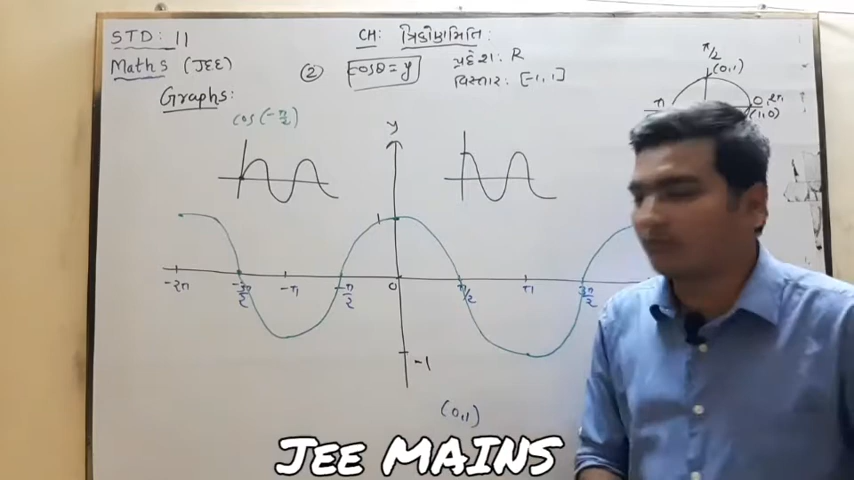 STD: 11
CH: ત્રિકોણમિતિ:
Maths (JEE)
② cosθ = y
પ્રદેશ: R
વિસ્તાર: [-1, 1]
π/2
(0,1)
π
0, 2π
(1,0)
Graphs:
cos(-π/2)
y
1
-2π -3π/2 -π -π/2 0 π/2 π 3π/2
-1
(0,1)
JEE MAINS